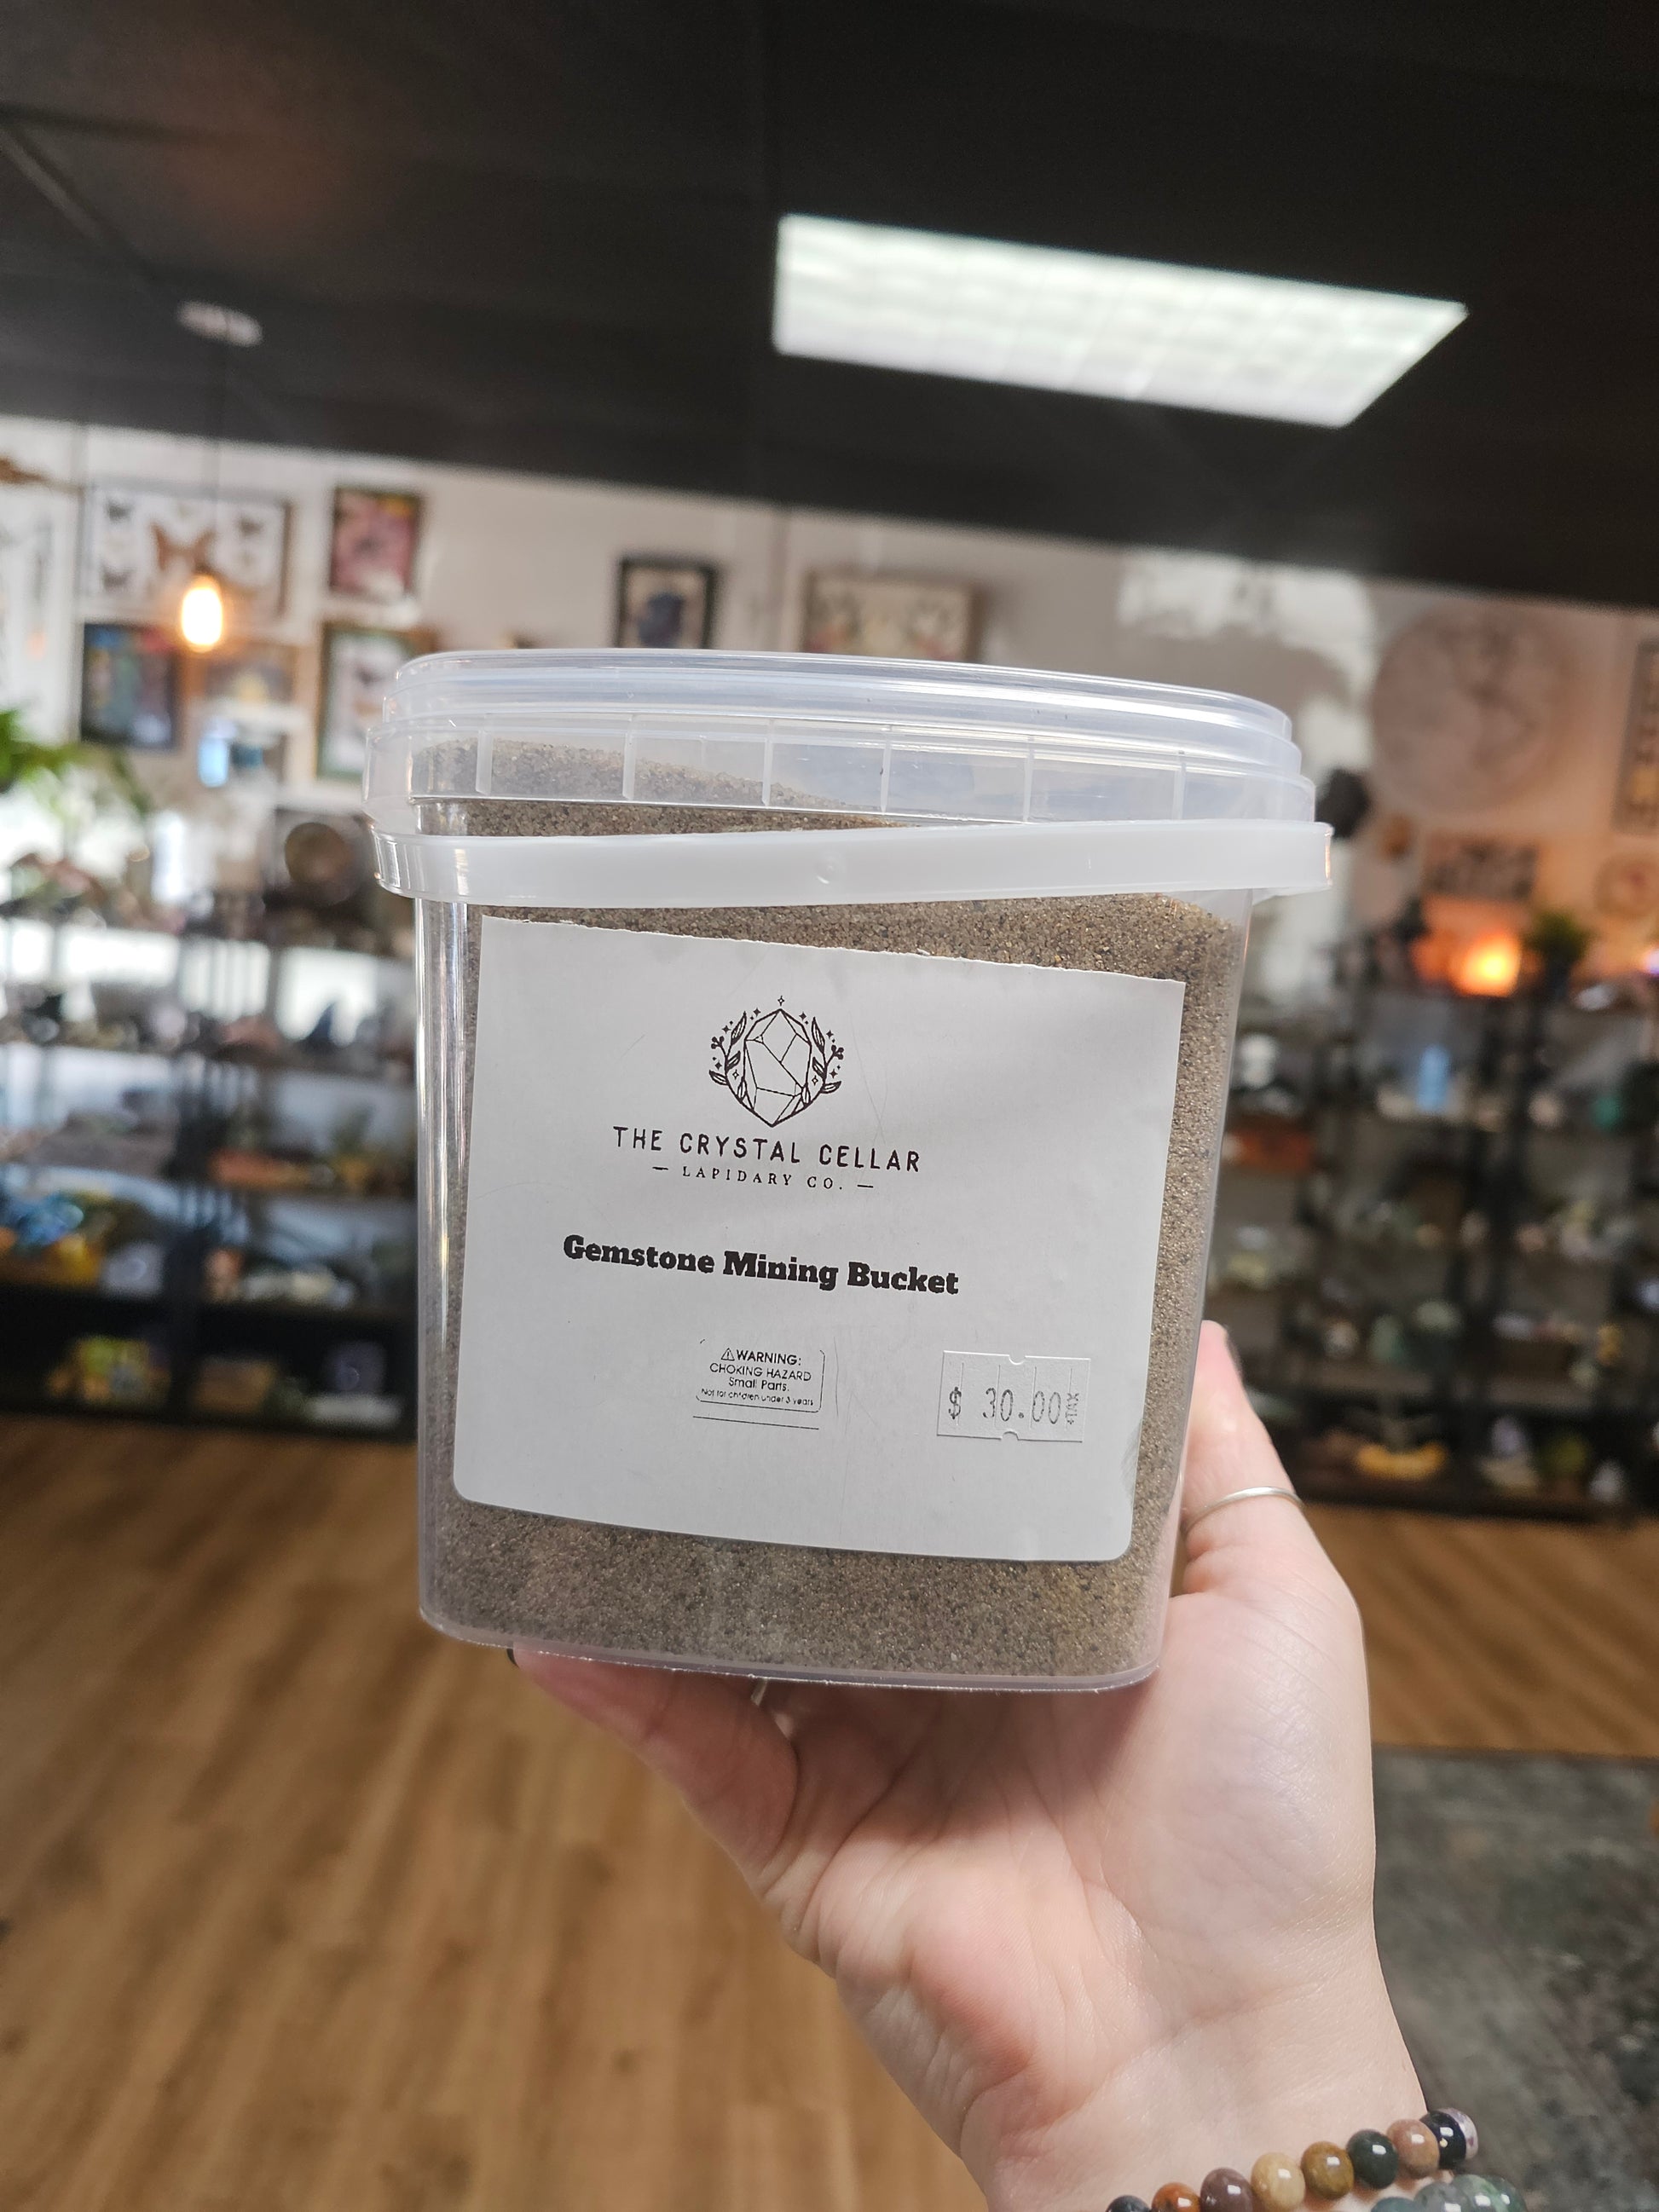 THE CRYSTAL CELLAR
— LAPIDARY CO. —
Gemstone Mining Bucket
⚠WARNING:
CHOKING HAZARD
Small Parts.
Not for children under 3 years
$ 30.00 +TAX